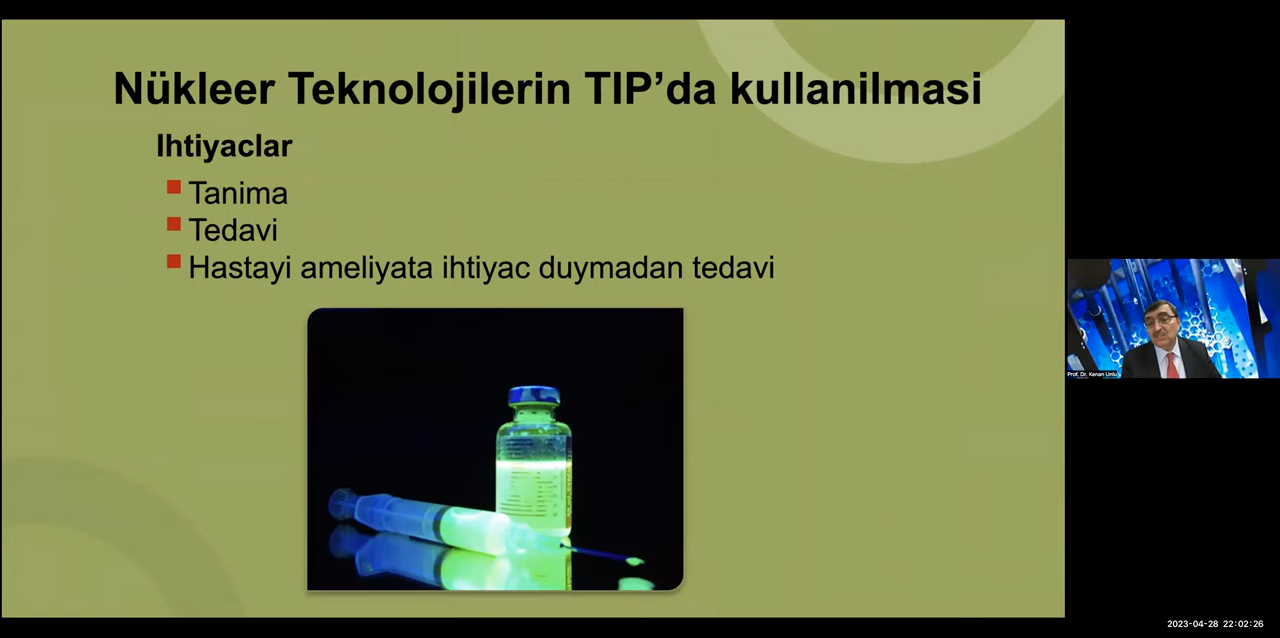 Nükleer Teknolojilerin TIP’da kullanilmasi
Ihtiyaclar
Tanima
Tedavi
Hastayi ameliyata ihtiyac duymadan tedavi
Prof. Dr. Kenan Unlu
2023-04-28 22:02:26